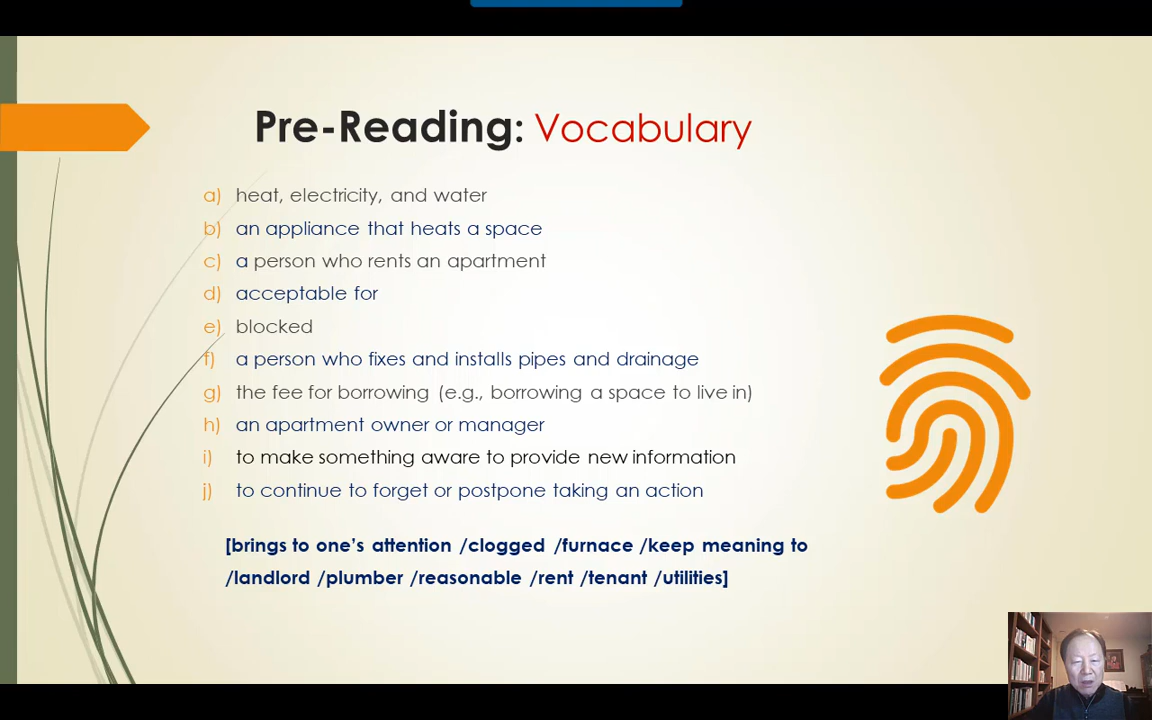 Pre-Reading: Vocabulary
a) heat, electricity, and water
b) an appliance that heats a space
c) a person who rents an apartment
d) acceptable for
e) blocked
f) a person who fixes and installs pipes and drainage
g) the fee for borrowing (e.g., borrowing a space to live in)
h) an apartment owner or manager
i) to make something aware to provide new information
j) to continue to forget or postpone taking an action
[brings to one’s attention /clogged /furnace /keep meaning to
/landlord /plumber /reasonable /rent /tenant /utilities]